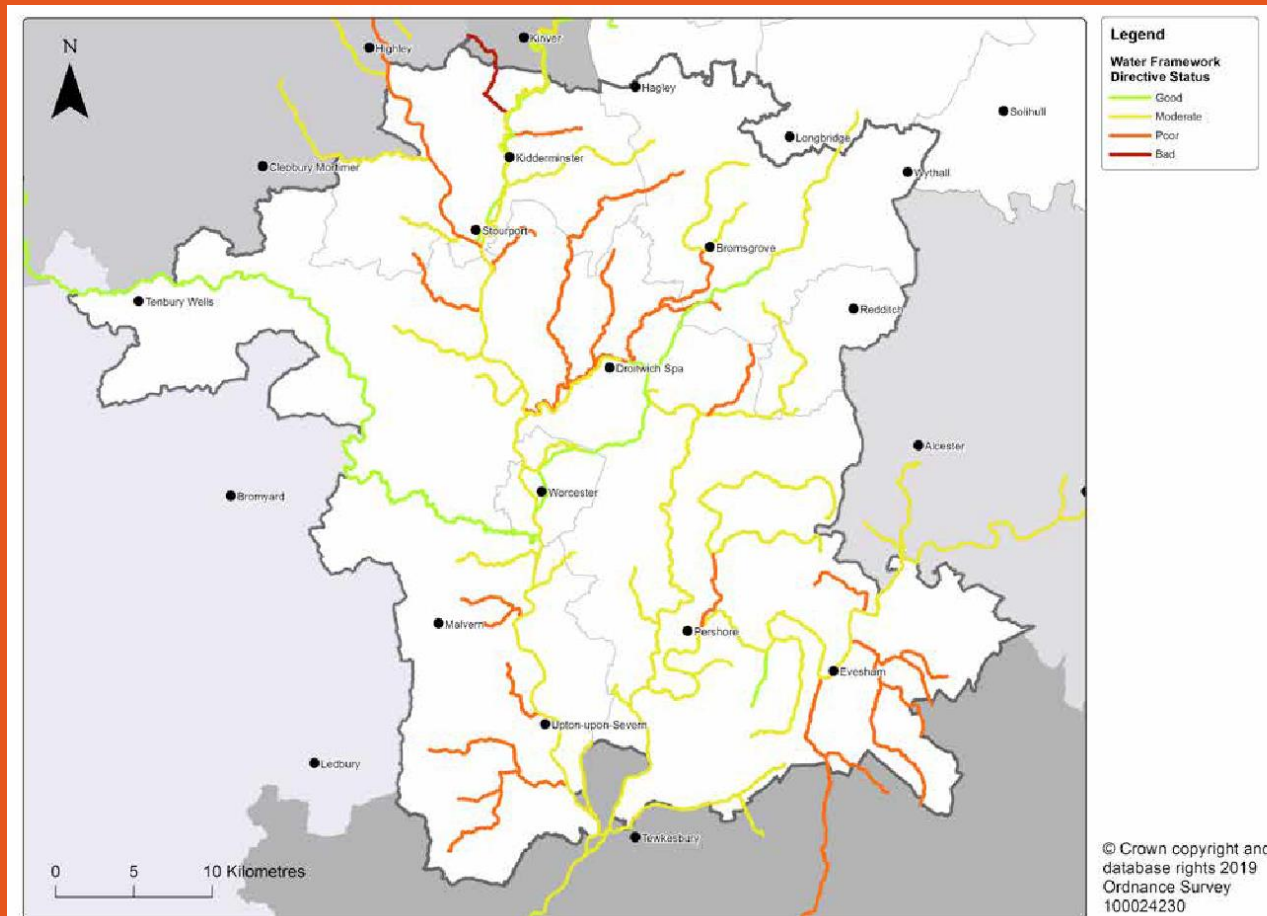 N
Highley
Kinver
Hagley
Solihull
Longbridge
Kidderminster
Cleobury Mortimer
Wythall
Stourport
Bromsgrove
Tenbury Wells
Redditch
Droitwich Spa
Alcester
Bromyard
Worcester
Malvern
Pershore
Evesham
Upton-upon-Severn
Ledbury
Tewkesbury
0 5 10 Kilometres
Legend
Water Framework
Directive Status
Good
Moderate
Poor
Bad
© Crown copyright and
database rights 2019
Ordnance Survey
100024230